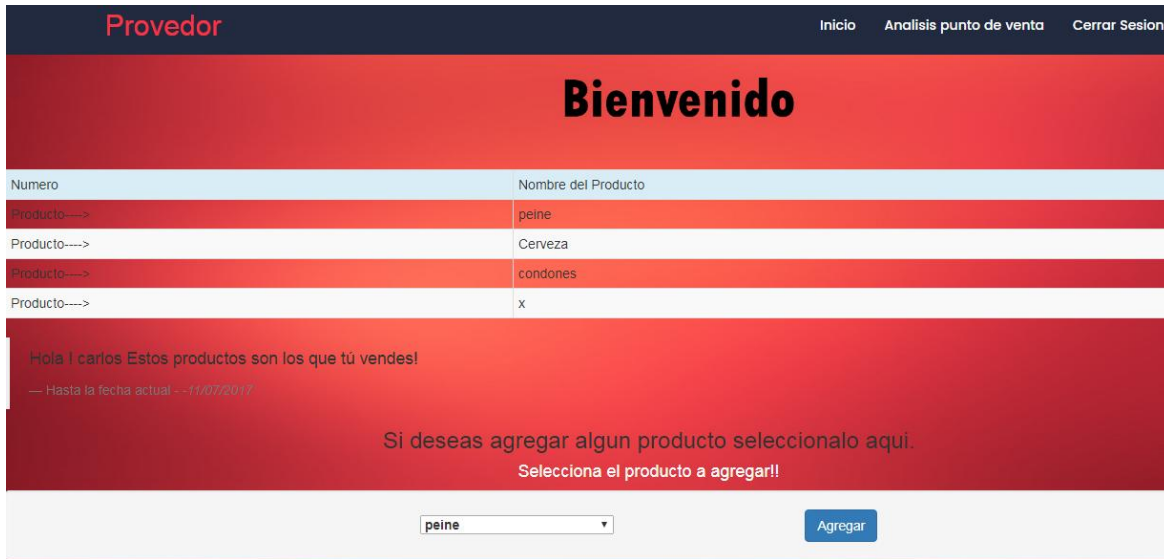 Provedor
Inicio Analisis punto de venta Cerrar Sesion
Bienvenido
Numero Nombre del Producto
Producto----> peine
Producto----> Cerveza
Producto----> condones
Producto----> x
Hola ! carlos Estos productos son los que tú vendes!
— Hasta la fecha actual - -11/07/2017
Si deseas agregar algun producto seleccionalo aqui.
Selecciona el producto a agregar!!
peine Agregar